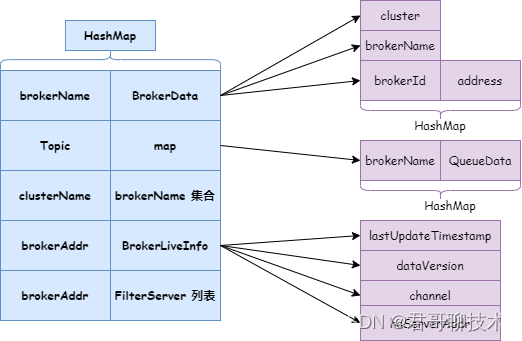 HashMap
brokerName BrokerData
Topic map
clusterName brokerName 集合
brokerAddr BrokerLiveInfo
brokerAddr FilterServer 列表
cluster
brokerName
brokerId address
HashMap
brokerName QueueData
HashMap
lastUpdateTimestamp
dataVersion
channel
haServerAddr
DN @君哥聊技术